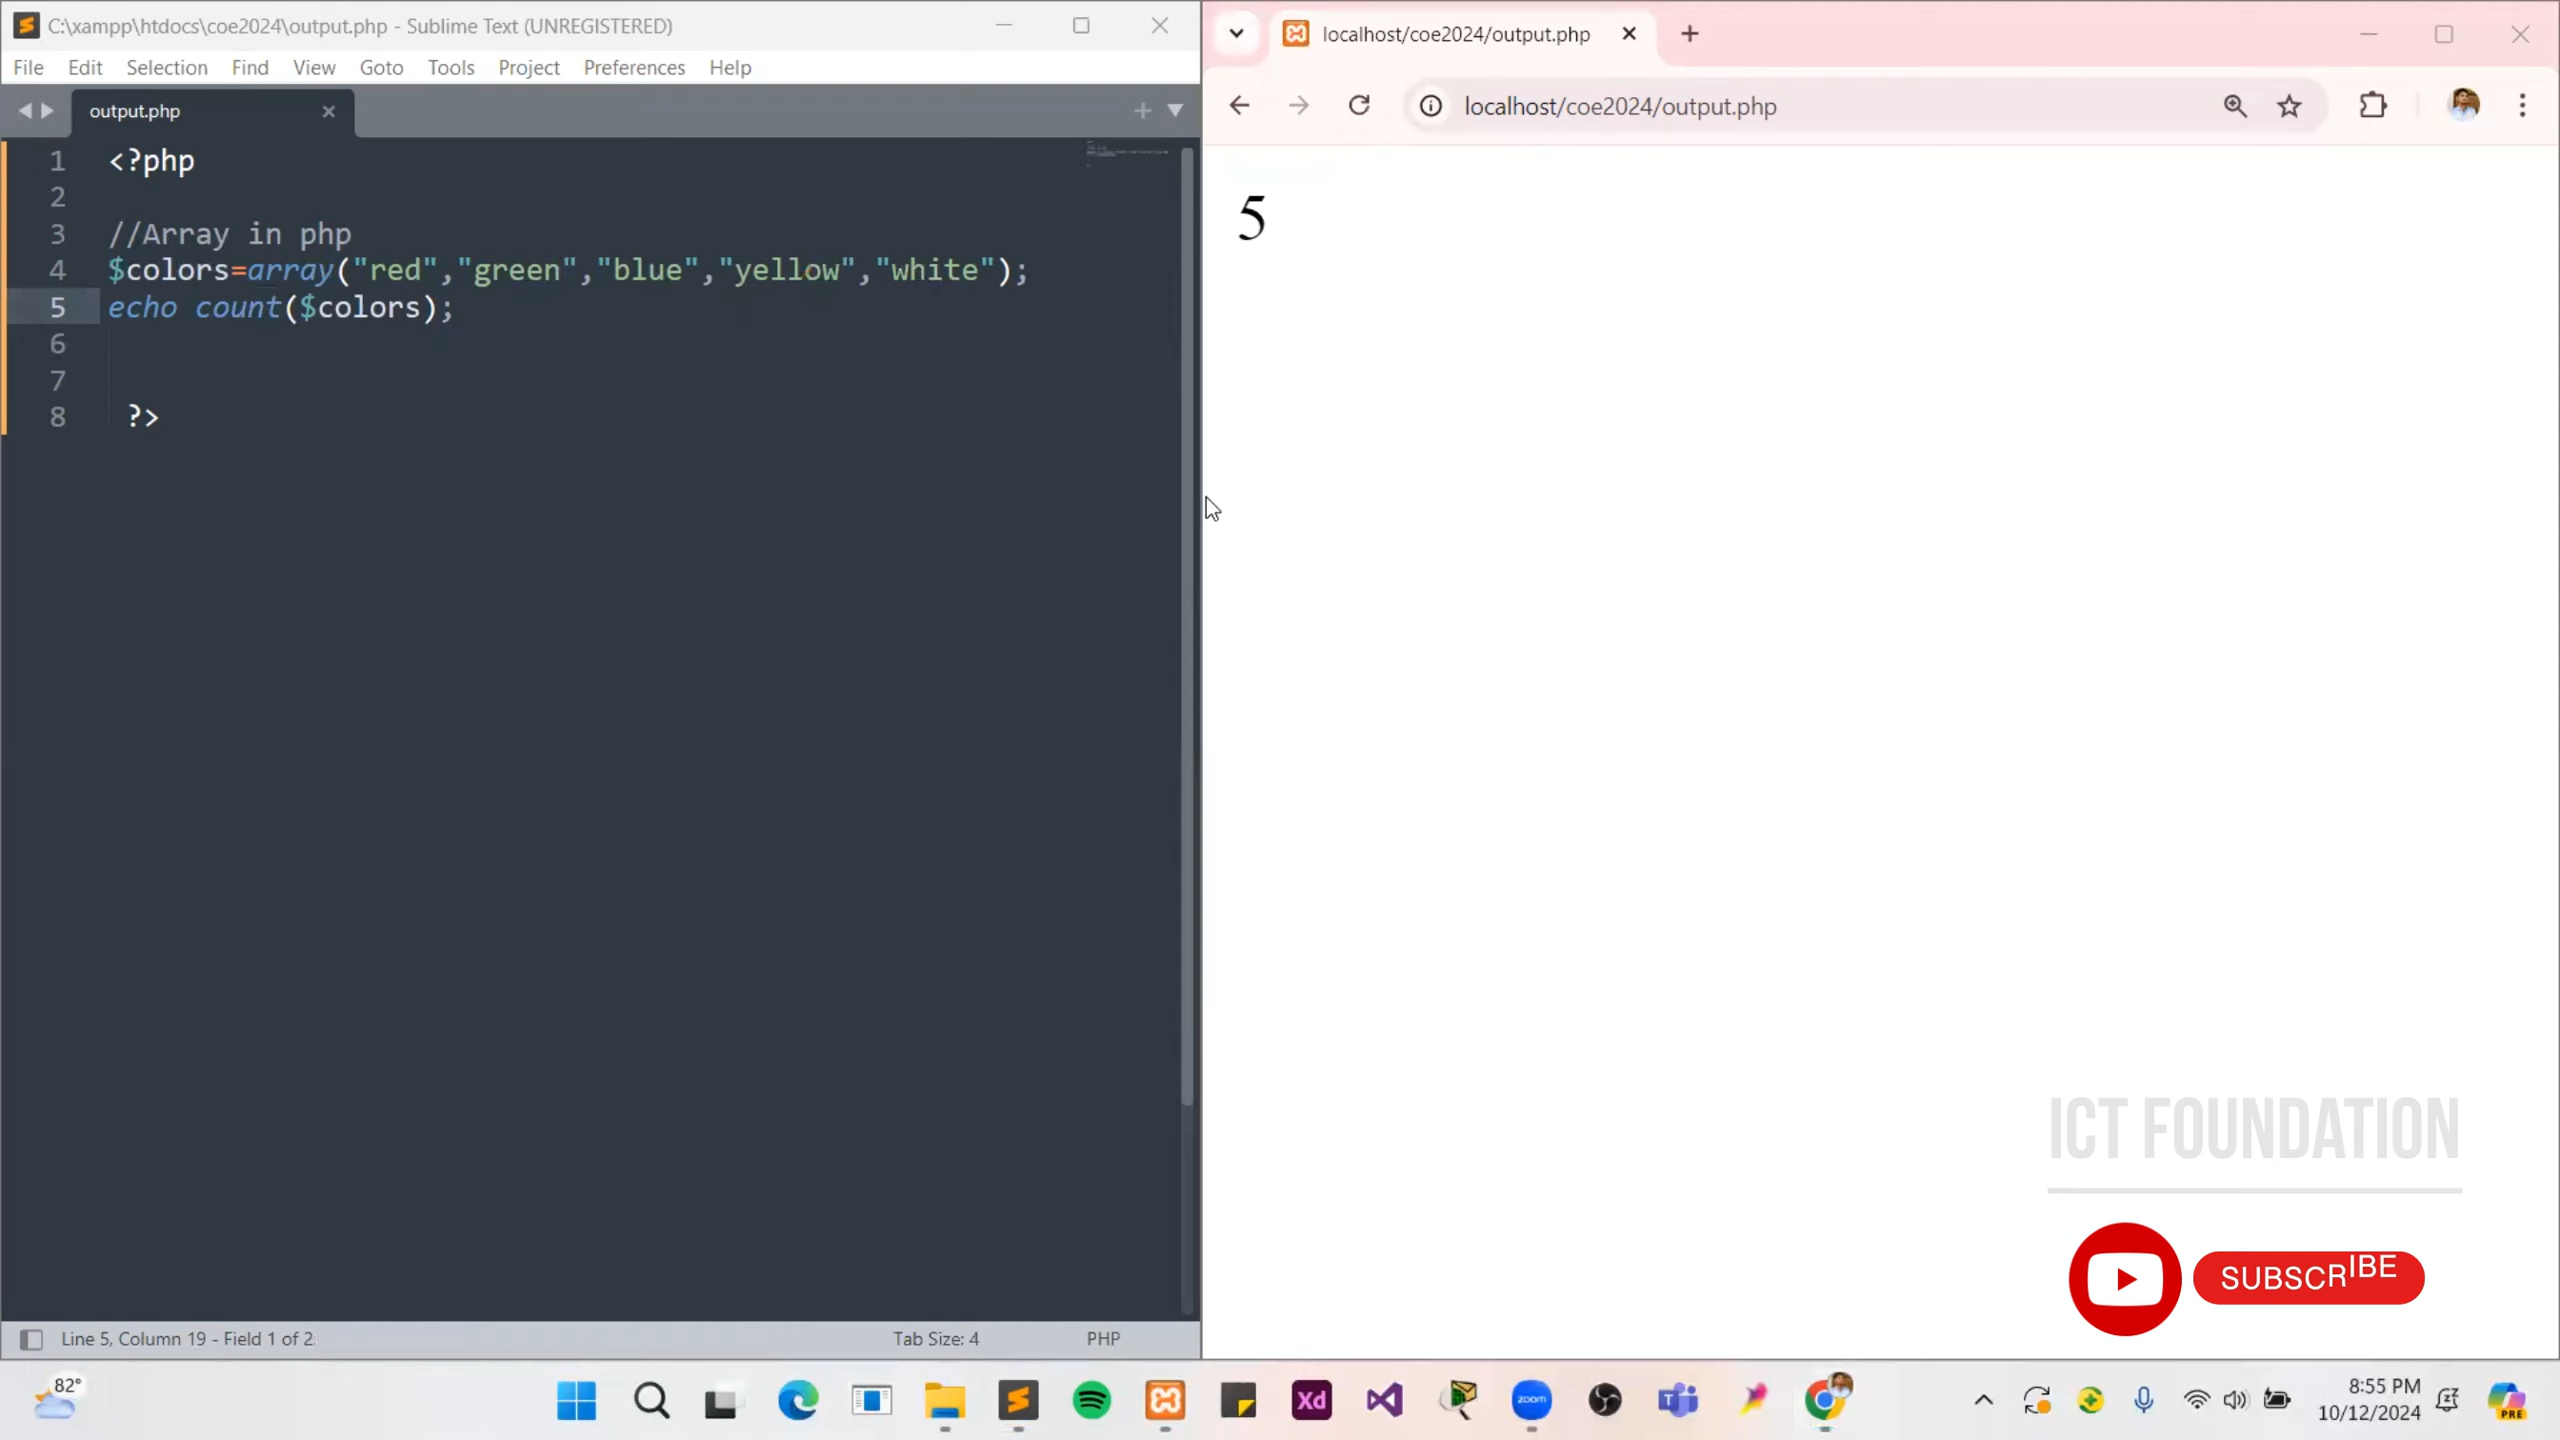 C:\xampp\htdocs\coe2024\output.php - Sublime Text (UNREGISTERED)
File Edit Selection Find View Goto Tools Project Preferences Help
output.php
1 <?php
2
3 //Array in php
4 $colors=array("red","green","blue","yellow","white");
5 echo count($colors);
6
7
8 ?>
Line 5, Column 19 - Field 1 of 2
Tab Size: 4
PHP
localhost/coe2024/output.php
localhost/coe2024/output.php
5
ICT FOUNDATION
SUBSCRIBE
82°
Xd
zoom
T
8:55 PM
10/12/2024
PRE